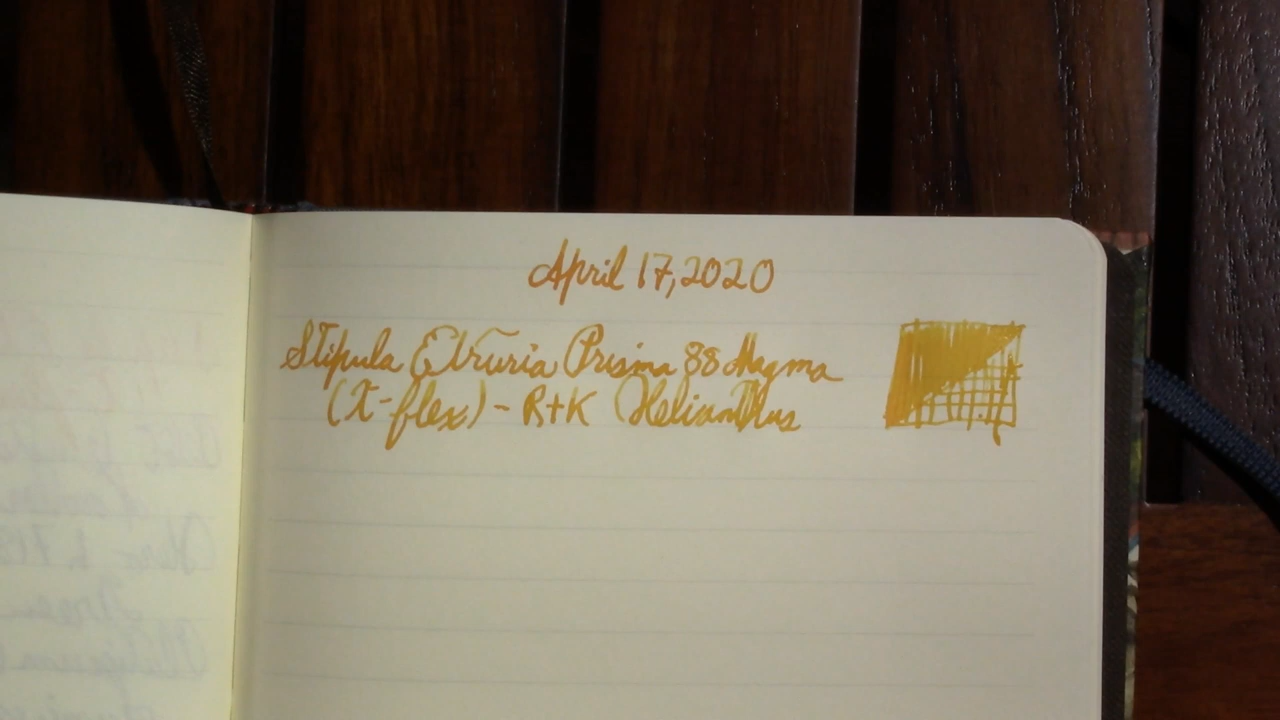 April 17, 2020
Stipula Etruria Prisma 88 Magma
(T-flex) - R+K Helianthus